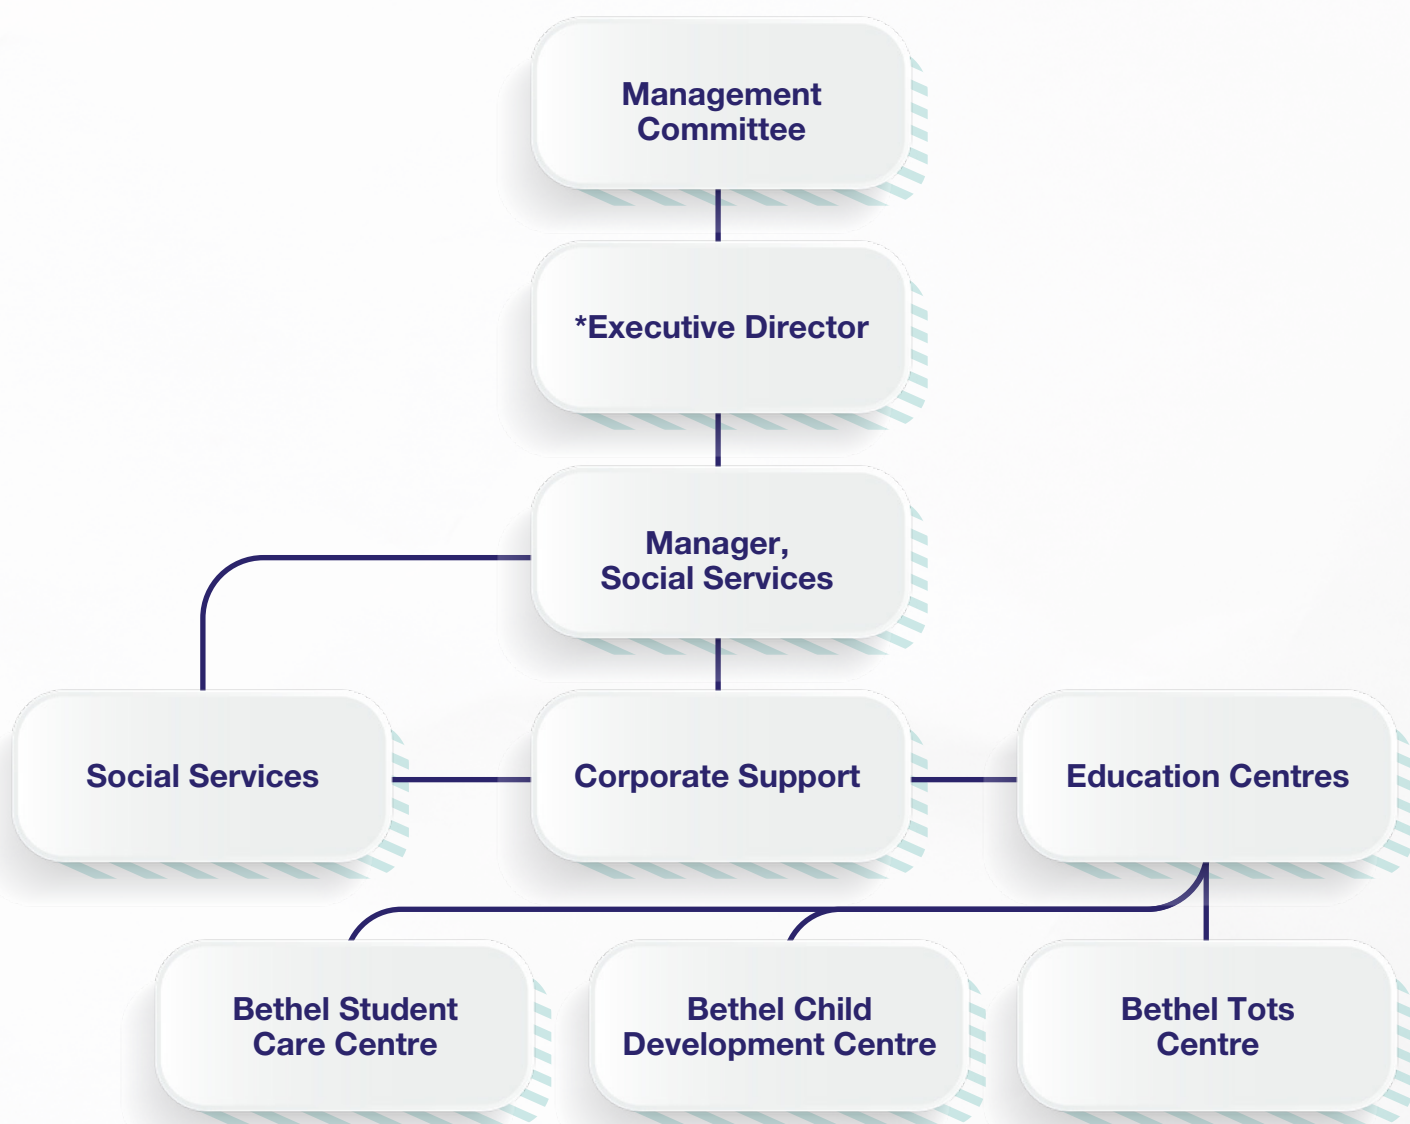 Management
Committee
*Executive Director
Manager,
Social Services
Social Services
Corporate Support
Education Centres
Bethel Student
Care Centre
Bethel Child
Development Centre
Bethel Tots
Centre